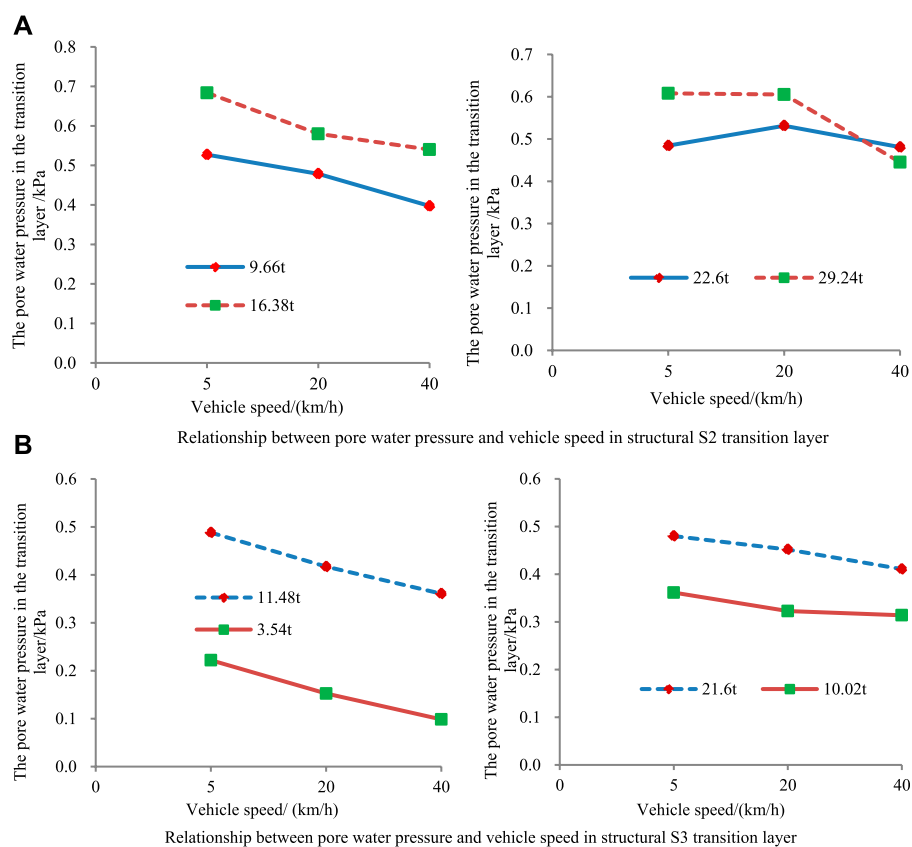 A
The pore water pressure in the transition
layer /kPa
0.8
0.7
0.6
0.5
0.4
0.3
0.2
0.1
0.0
9.66t
16.38t
0 5 20 40
Vehicle speed/(km/h)
The pore water pressure in the transition
layer /kPa
0.7
0.6
0.5
0.4
0.3
0.2
0.1
0.0
22.6t 29.24t
0 5 20 40
Vehicle speed/(km/h)
Relationship between pore water pressure and vehicle speed in structural S2 transition layer
B
The pore water pressure in the transition
layer/kPa
0.6
0.5
0.4
0.3
0.2
0.1
0.0
11.48t
3.54t
0 5 20 40
Vehicle speed/ (km/h)
The pore water pressure in the transition
layer/kPa
0.6
0.5
0.4
0.3
0.2
0.1
0.0
21.6t 10.02t
0 5 20 40
Vehicle speed/(km/h)
Relationship between pore water pressure and vehicle speed in structural S3 transition layer